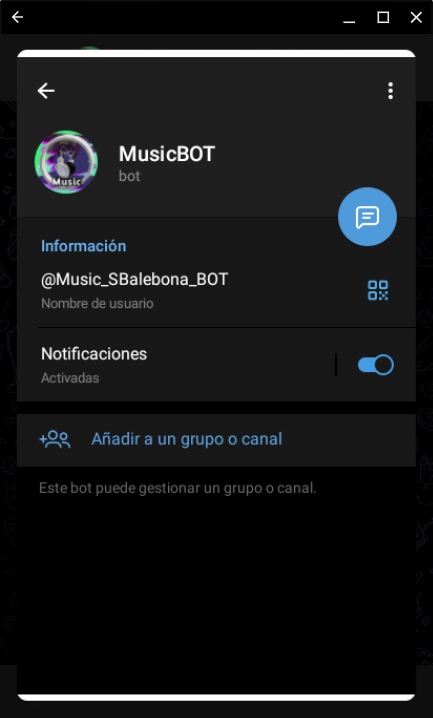 Music
MusicBOT
bot
Información
@Music_SBalebona_BOT
Nombre de usuario
Notificaciones
Activadas
Añadir a un grupo o canal
Este bot puede gestionar un grupo o canal.